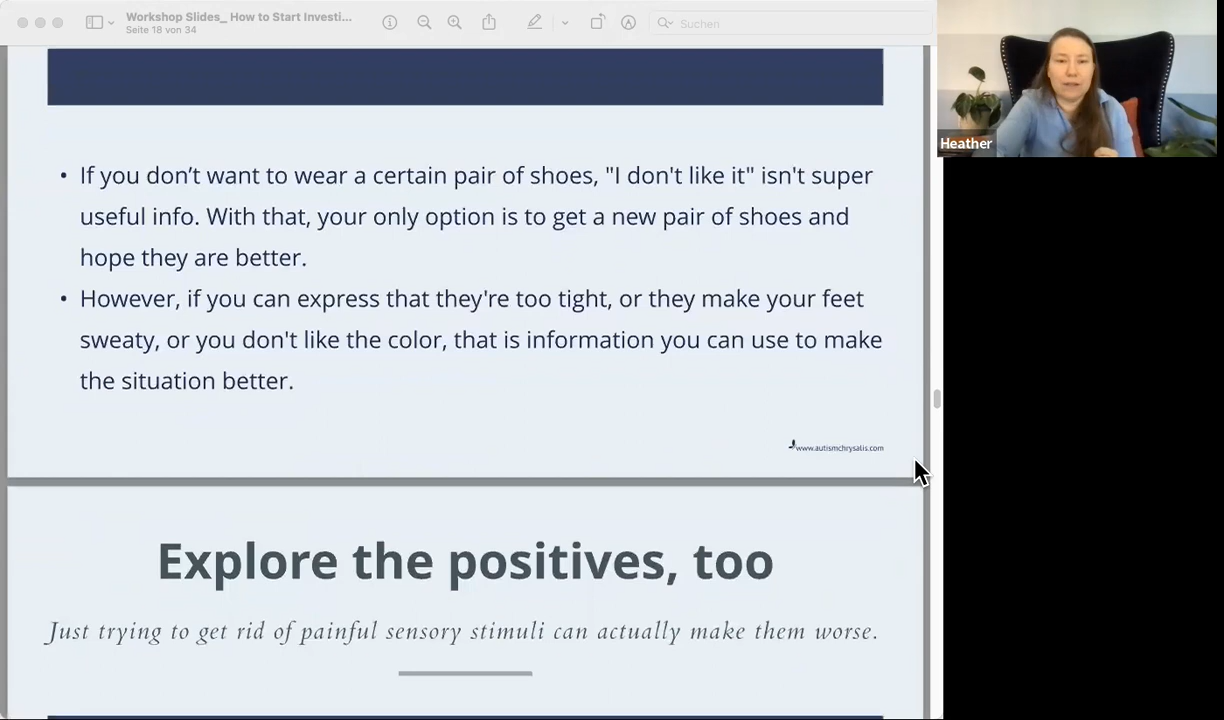 Workshop Slides_ How to Start Investi...
Seite 18 von 34
Suchen
Heather
• If you don’t want to wear a certain pair of shoes, "I don't like it" isn't super
useful info. With that, your only option is to get a new pair of shoes and
hope they are better.
• However, if you can express that they're too tight, or they make your feet
sweaty, or you don't like the color, that is information you can use to make
the situation better.
www.autismchrysalis.com
Explore the positives, too
Just trying to get rid of painful sensory stimuli can actually make them worse.